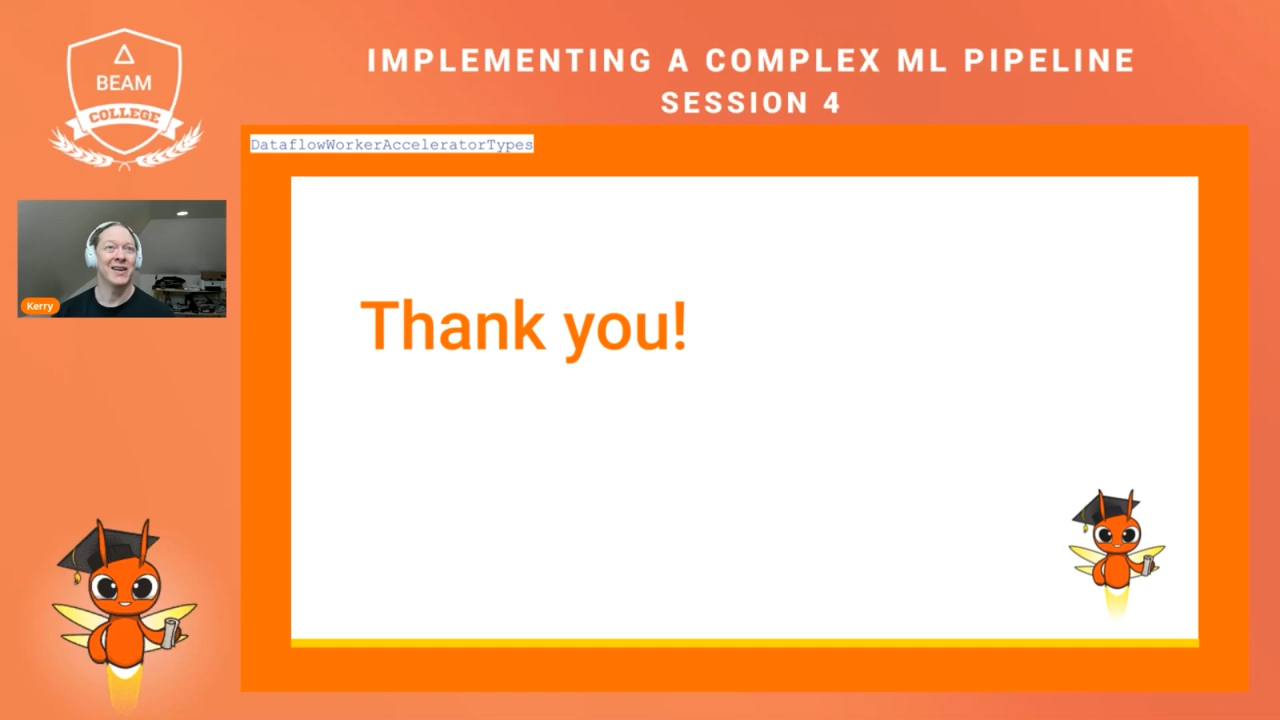 BEAM
COLLEGE
IMPLEMENTING A COMPLEX ML PIPELINE
SESSION 4
DataflowWorkerAcceleratorTypes
Kerry
Thank you!